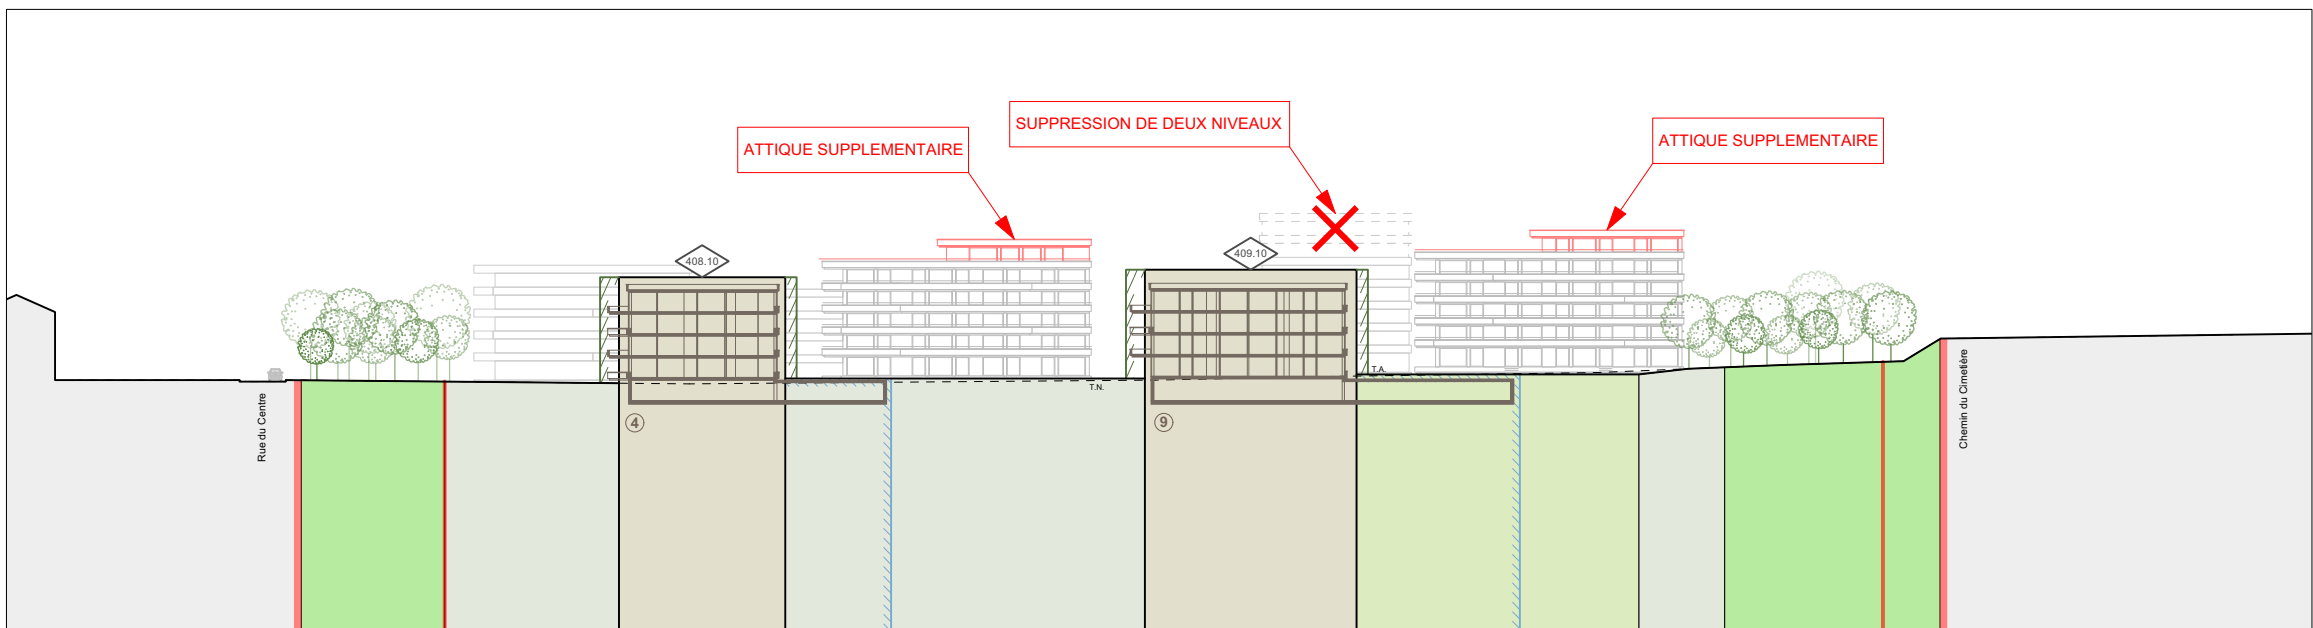 SUPPRESSION DE DEUX NIVEAUX
ATTIQUE SUPPLEMENTAIRE
ATTIQUE SUPPLEMENTAIRE
408.10
409.10
T.N.
T.A.
4
9
Rue du Centre
Chemin du Cimetière